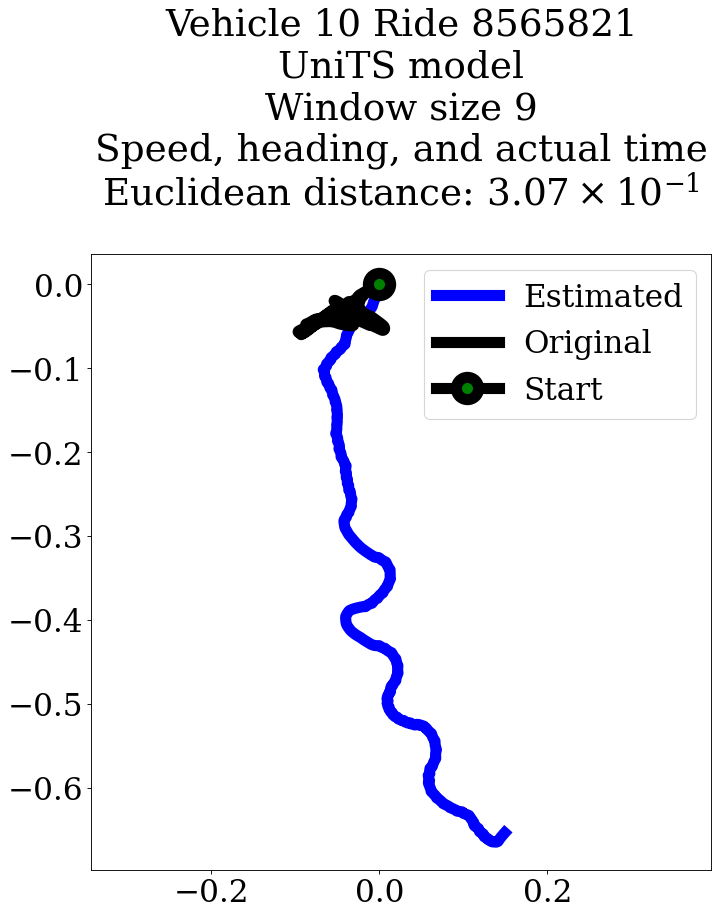 Vehicle 10 Ride 8565821
UniTS model
Window size 9
Speed, heading, and actual time
Euclidean distance: 3.07 × 10⁻¹
0.0
−0.1
−0.2
−0.3
−0.4
−0.5
−0.6
−0.2
0.0
0.2
Estimated
Original
Start